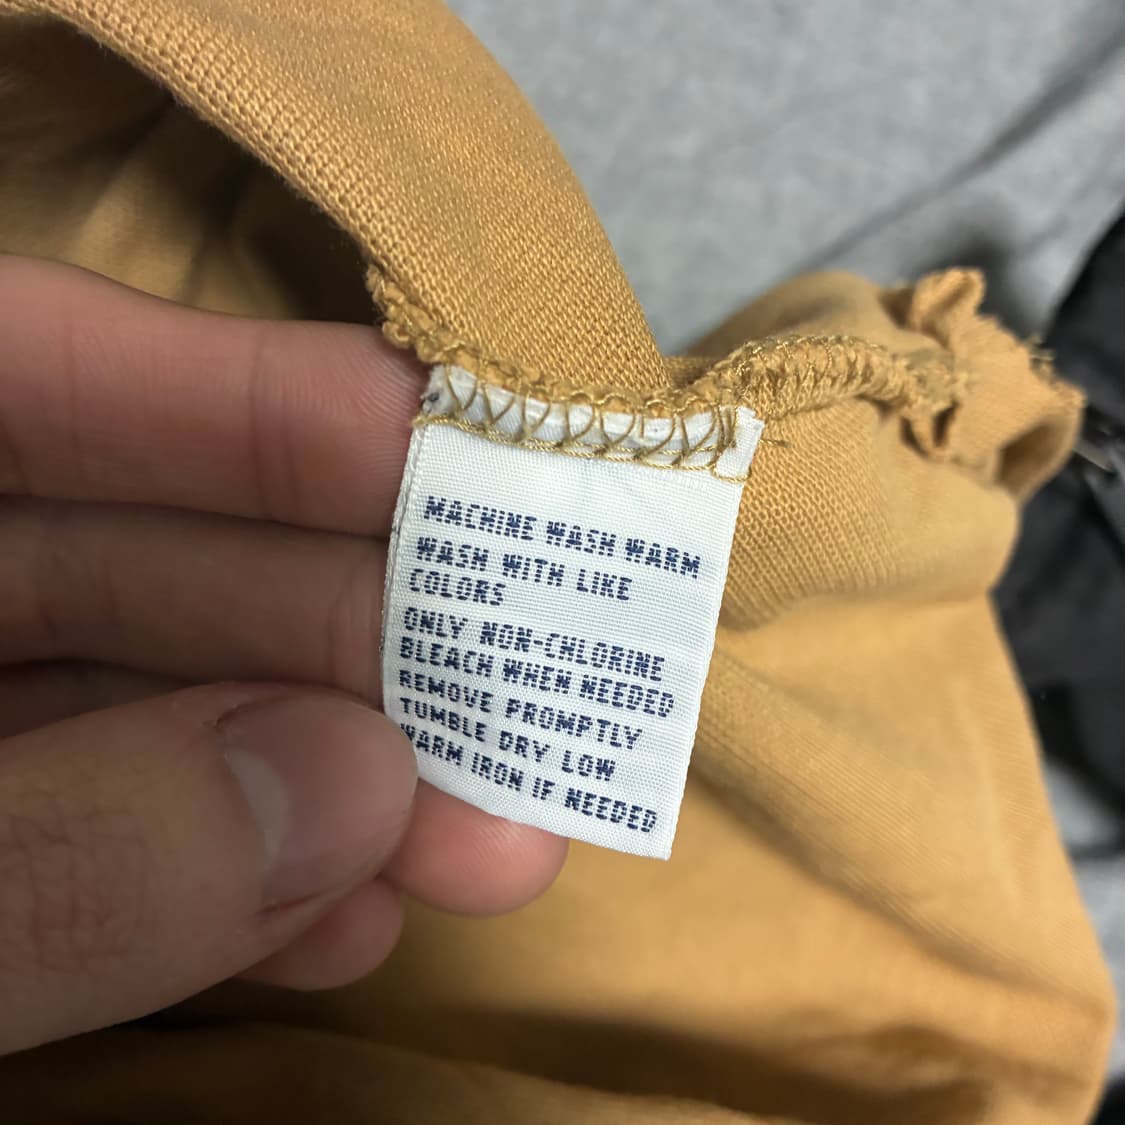 MACHINE WASH WARM
WASH WITH LIKE
COLORS
ONLY NON-CHLORINE
BLEACH WHEN NEEDED
REMOVE PROMPTLY
TUMBLE DRY LOW
WARM IRON IF NEEDED